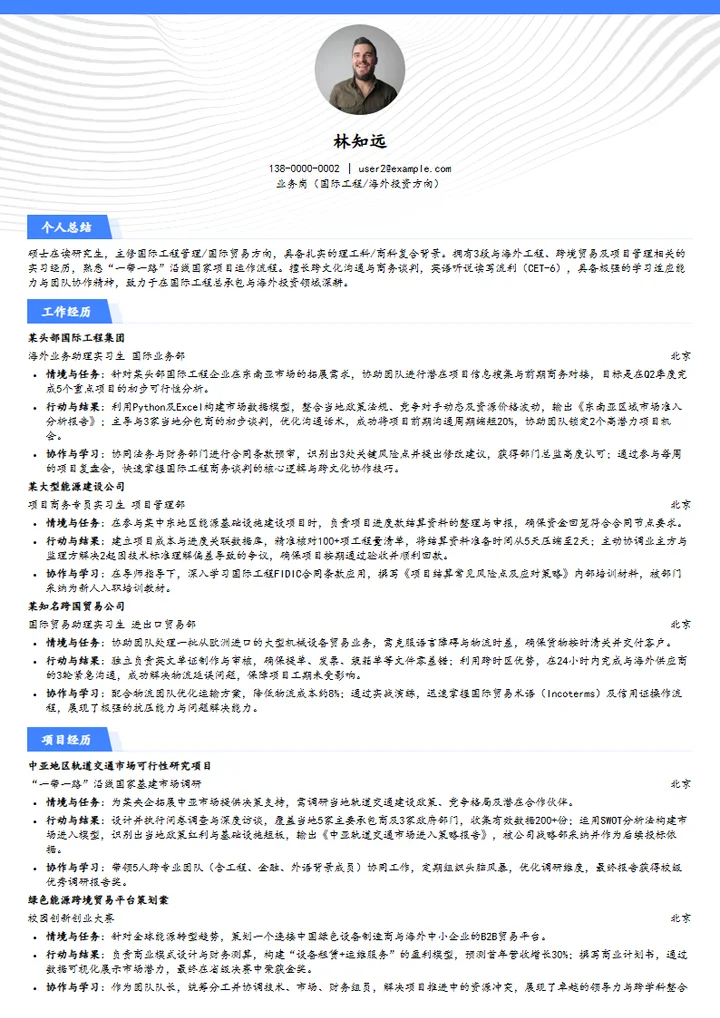 林知远
138-0000-0002 | user2@example.com
业务岗（国际工程/海外投资方向）
个人总结
硕士在读研究生，主修国际工程管理/国际贸易方向，具备扎实的理工科/商科复合背景。拥有3段与海外工程、跨境贸易及项目管理相关的
实习经历，熟悉“一带一路”沿线国家项目运作流程。擅长跨文化沟通与商务谈判，英语听说读写流利（CET-6），具备极强的学习适应能
力与团队协作精神，致力于在国际工程总承包与海外投资领域深耕。
工作经历
某头部国际工程集团
海外业务助理实习生 国际业务部 北京
• 情境与任务：针对某头部国际工程企业在东南亚市场的拓展需求，协助团队进行潜在项目信息搜集与前期商务对接，目标是在Q2季度完
成5个重点项目的初步可行性分析。
• 行动与结果：利用Python及Excel构建市场数据模型，整合当地政策法规、竞争对手动态及资源价格波动，输出《东南亚区域市场准入
分析报告》；主导与3家当地分包商的初步谈判，优化沟通话术，成功将项目前期沟通周期缩短20%，协助团队锁定2个高潜力项目机
会。
• 协作与学习：协同法务与财务部门进行合同条款预审，识别出3处关键风险点并提出修改建议，获得部门总监高度认可；通过参与每周
的项目复盘会，快速掌握国际工程商务谈判的核心逻辑与跨文化协作技巧。
某大型能源建设公司
项目商务专员实习生 项目管理部 北京
• 情境与任务：在参与某中东地区能源基础设施建设项目时，负责项目进度款结算资料的整理与申报，确保资金回笼符合合同节点要求。
• 行动与结果：建立项目成本与进度关联数据库，精准核对100+项工程量清单，将结算资料准备时间从5天压缩至2天；主动协调业主方与
监理方解决2起因技术标准理解偏差导致的争议，确保项目按期通过验收并顺利回款。
• 协作与学习：在导师指导下，深入学习国际工程FIDIC合同条款应用，撰写《项目结算常见风险点及应对策略》内部培训材料，被部门
采纳为新人入职培训教材。
某知名跨国贸易公司
国际贸易助理实习生 进出口贸易部 北京
• 情境与任务：协助团队处理一批从欧洲进口的大型机械设备贸易业务，需克服语言障碍与物流时差，确保货物按时清关并交付客户。
• 行动与结果：独立负责英文单证制作与审核，确保提单、发票、装箱单等文件零差错；利用跨时区优势，在24小时内完成与海外供应商
的3轮紧急沟通，成功解决物流延误问题，保障项目工期未受影响。
• 协作与学习：配合物流团队优化运输方案，降低物流成本约8%；通过实战演练，迅速掌握国际贸易术语（Incoterms）及信用证操作流
程，展现了极强的抗压能力与问题解决能力。
项目经历
中亚地区轨道交通市场可行性研究项目
“一带一路”沿线国家基建市场调研 北京
• 情境与任务：为某央企拓展中亚市场提供决策支持，需调研当地轨道交通建设政策、竞争格局及潜在合作伙伴。
• 行动与结果：设计并执行问卷调查与深度访谈，覆盖当地5家主要承包商及3家政府部门，收集有效数据200+份；运用SWOT分析法构建市
场进入模型，识别出当地政策红利与基础设施短板，输出《中亚轨道交通市场进入策略报告》，被公司战略部采纳并作为后续投标依
据。
• 协作与学习：带领5人跨专业团队（含工程、金融、外语背景成员）协同工作，定期组织头脑风暴，优化调研维度，最终报告获得校级
优秀调研报告奖。
绿色能源跨境贸易平台策划案
校园创新创业大赛 北京
• 情境与任务：针对全球能源转型趋势，策划一个连接中国绿色设备制造商与海外中小企业的B2B贸易平台。
• 行动与结果：负责商业模式设计与财务测算，构建“设备租赁+运维服务”的盈利模型，预测首年营收增长30%；撰写商业计划书，通过
数据可视化展示市场潜力，最终在省级决赛中荣获金奖。
• 协作与学习：作为团队队长，统筹分工并协调技术、市场、财务组员，解决项目推进中的资源冲突，展现了卓越的领导力与跨学科整合